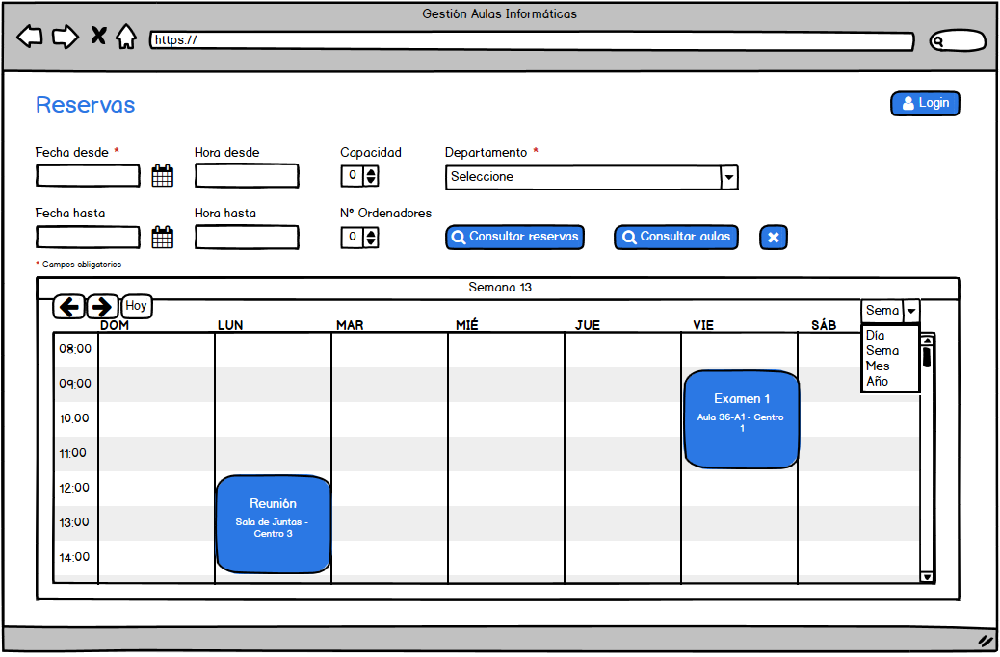 Gestión Aulas Informáticas
https://
Reservas
Login
Fecha desde *
Hora desde
Capacidad
Departamento *
0
Seleccione
Fecha hasta
Hora hasta
Nº Ordenadores
0
Consultar reservas
Consultar aulas
* Campos obligatorios
Semana 13
Hoy
Sema
DOM LUN MAR MIÉ JUE VIE SÁB
Día
Sema
Mes
Año
08:00
09:00
10:00
11:00
12:00
13:00
14:00
Examen 1
Aula 36-A1 - Centro
1
Reunión
Sala de Juntas -
Centro 3